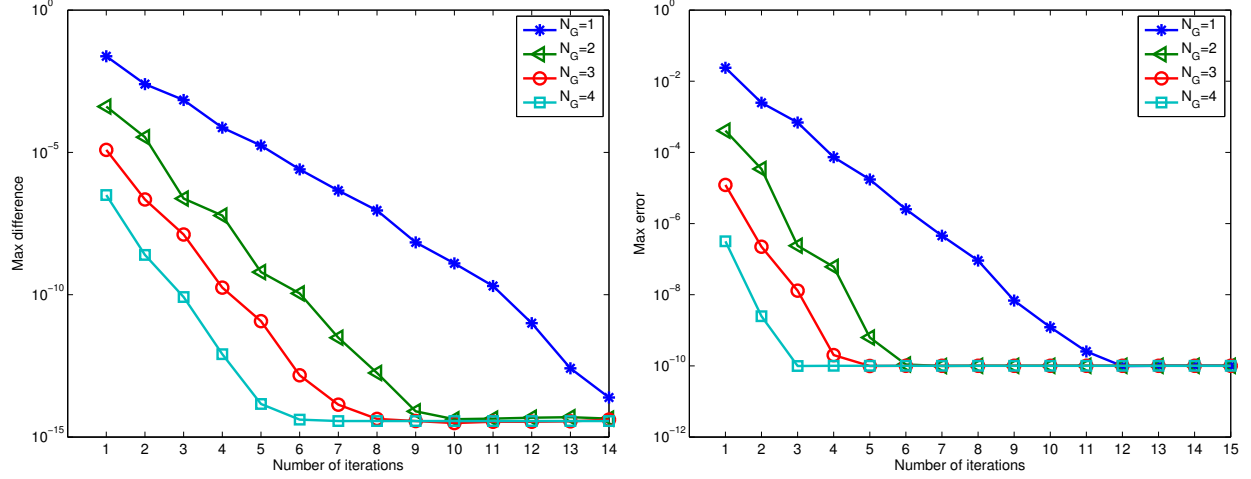 10^0
10^-5
10^-10
10^-15
Max difference
1 2 3 4 5 6 7 8 9 10 11 12 13 14
Number of iterations
N_G=1
N_G=2
N_G=3
N_G=4
10^0
10^-2
10^-4
10^-6
10^-8
10^-10
10^-12
Max error
1 2 3 4 5 6 7 8 9 10 11 12 13 14 15
Number of iterations
N_G=1
N_G=2
N_G=3
N_G=4